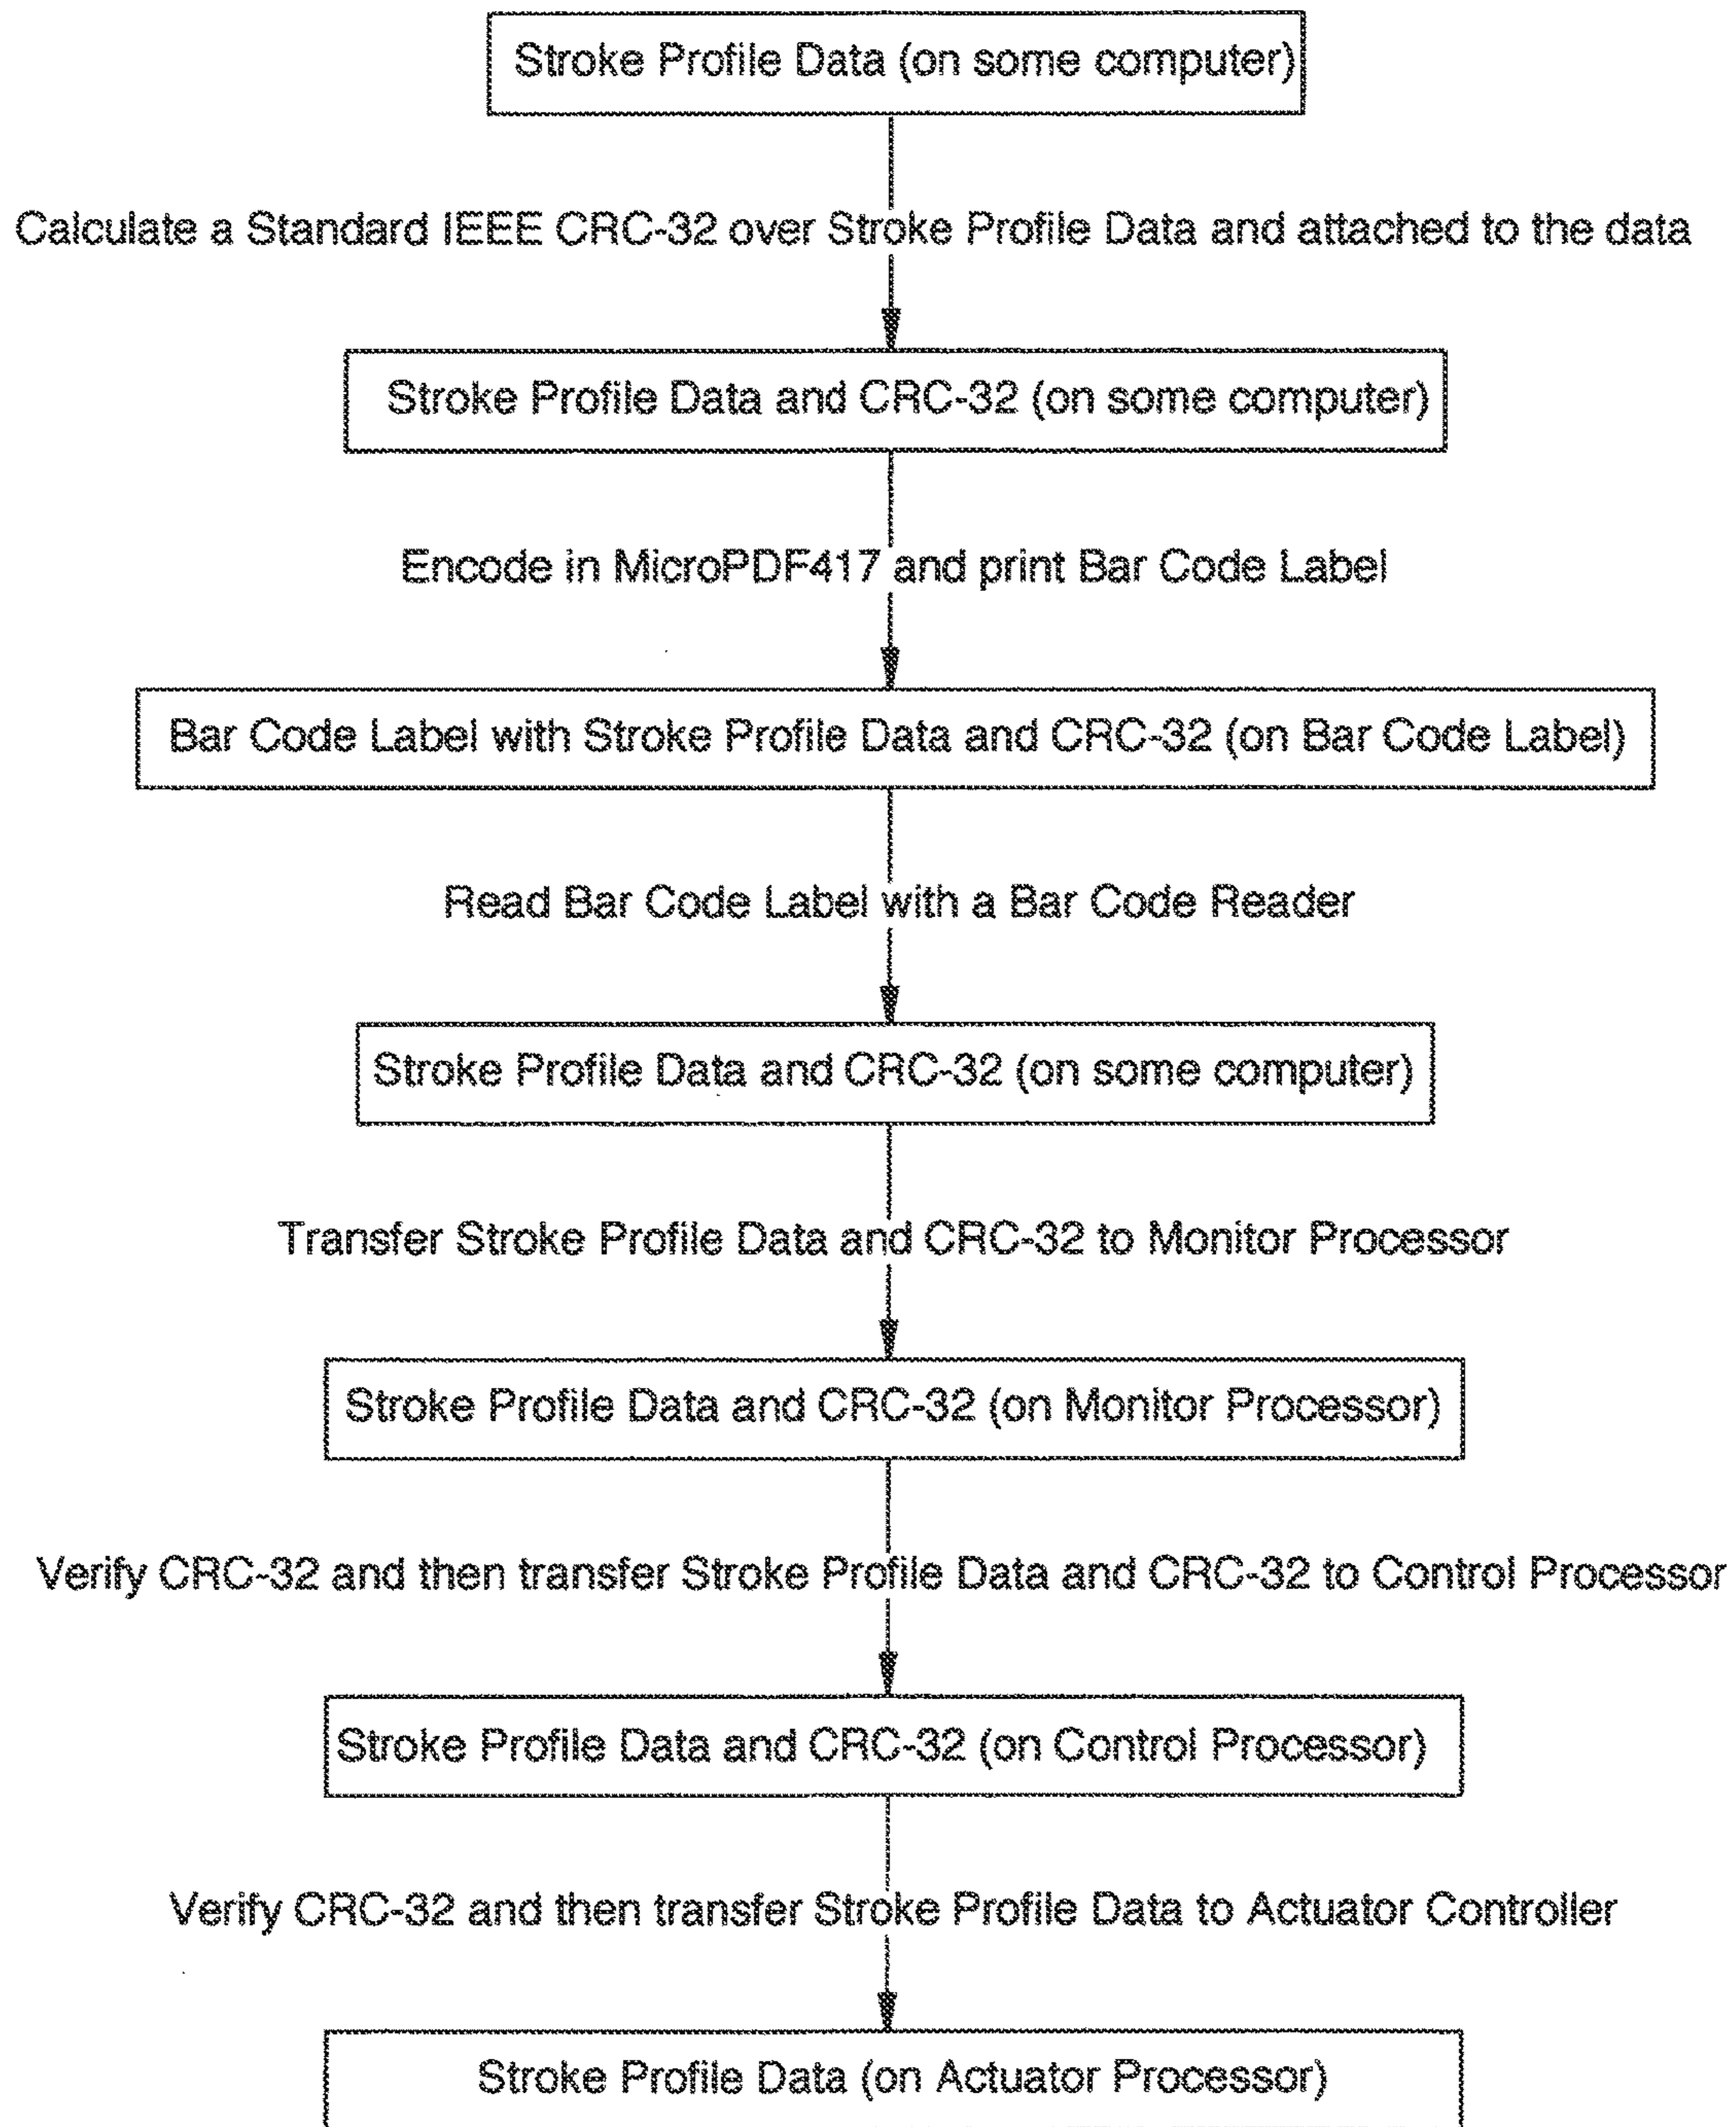 Stroke Profile Data (on some computer)
Calculate a Standard IEEE CRC-32 over Stroke Profile Data and attached to the data
Stroke Profile Data and CRC-32 (on some computer)
Encode in MicroPDF417 and print Bar Code Label
Bar Code Label with Stroke Profile Data and CRC-32 (on Bar Code Label)
Read Bar Code Label with a Bar Code Reader
Stroke Profile Data and CRC-32 (on some computer)
Transfer Stroke Profile Data and CRC-32 to Monitor Processor
Stroke Profile Data and CRC-32 (on Monitor Processor)
Verify CRC-32 and then transfer Stroke Profile Data and CRC-32 to Control Processor
Stroke Profile Data and CRC-32 (on Control Processor)
Verify CRC-32 and then transfer Stroke Profile Data to Actuator Controller
Stroke Profile Data (on Actuator Processor)